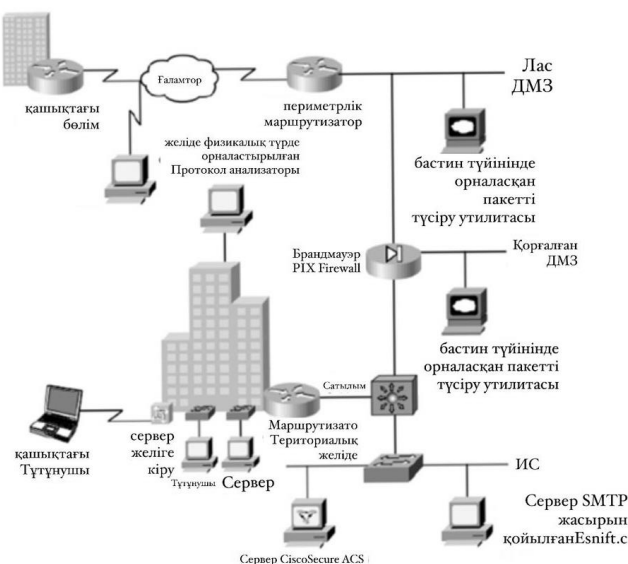 Лас
ДМЗ
Ғаламтор
қашықтағы
бөлім
периметрлік
маршрутизатор
желіде физикалық түрде
орналастырылған
Протокол анализаторы
бастин түйінінде
орналасқан
пакетті
түсіру утилитасы
Брандмауэр
PIX Firewall
Қорғалған
ДМЗ
бастин түйінінде
орналасқан пакетті
түсіру утилитасы
Сатылым
Маршрутизато
Териториалық
желіде
қашықтағы
Тұтұнушы
сервер
желіге
кіру
Тұтұнушы
Сервер
ИС
Сервер SMTP
жасырын
қойылғанEsnift.c
Сервер CiscoSecure ACS